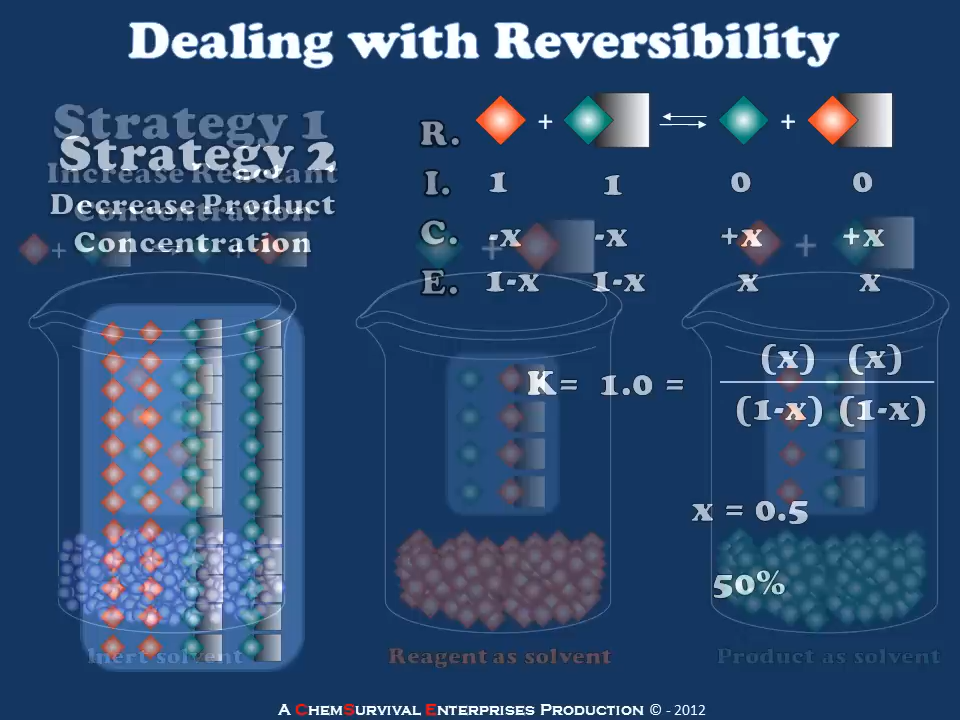 Dealing with Reversibility
Strategy 1
Strategy 2
Increase Reactant
Decrease Product
Concentration
Concentration
R. + ⇌ +
I. 1 1 0 0
C. -x -x +x +x
E. 1-x 1-x x x
+ +
+ +
K = 1.0 = (x) (x)
(1-x) (1-x)
x = 0.5
50%
Inert solvent
Reagent as solvent
Product as solvent
A ChemSurvival Enterprises Production © - 2012